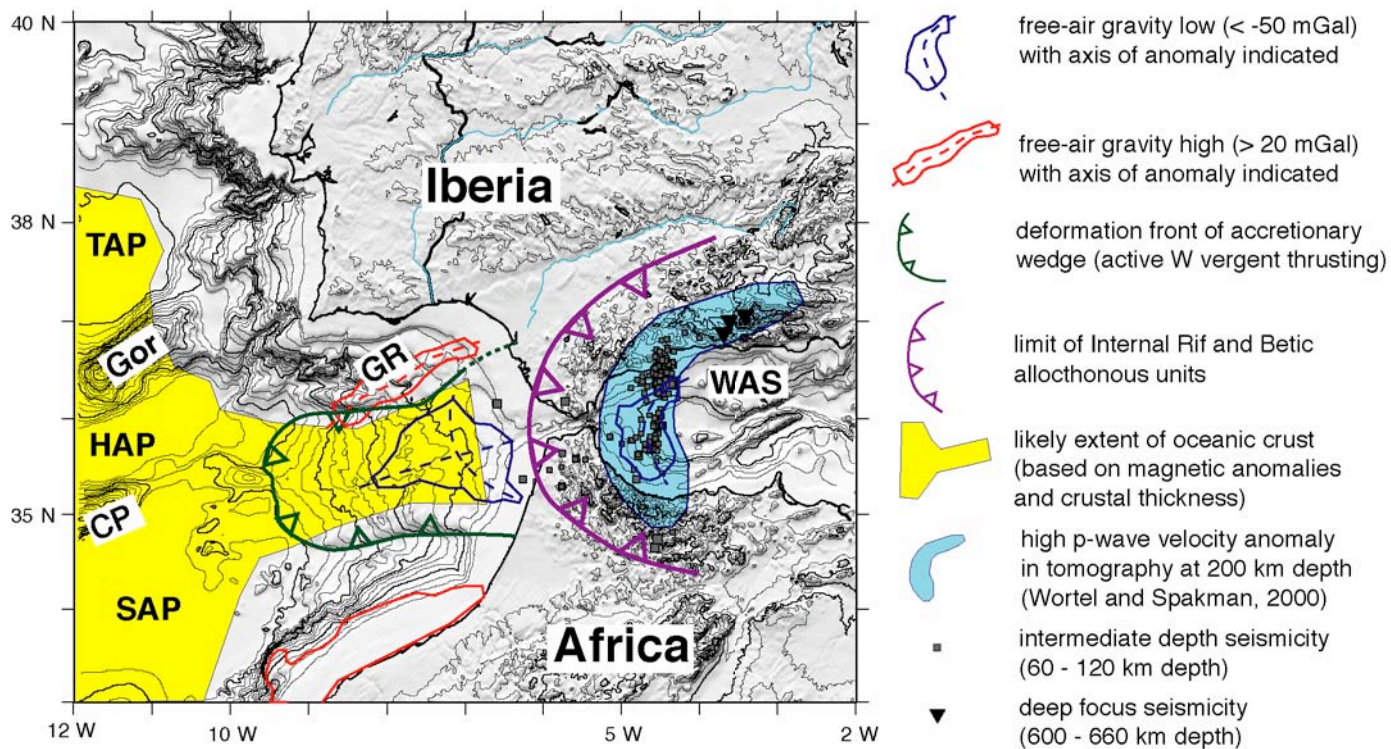 40 N
38 N
35 N
12 W
10 W
5 W
2 W
TAP
Gor
HAP
CP
SAP
GR
Iberia
WAS
Africa
free-air gravity low (< -50 mGal)
with axis of anomaly indicated
free-air gravity high (> 20 mGal)
with axis of anomaly indicated
deformation front of accretionary
wedge (active W vergent thrusting)
limit of Internal Rif and Betic
allocthonous units
likely extent of oceanic crust
(based on magnetic anomalies
and crustal thickness)
high p-wave velocity anomaly
in tomography at 200 km depth
(Wortel and Spakman, 2000)
intermediate depth seismicity
(60 - 120 km depth)
deep focus seismicity
(600 - 660 km depth)